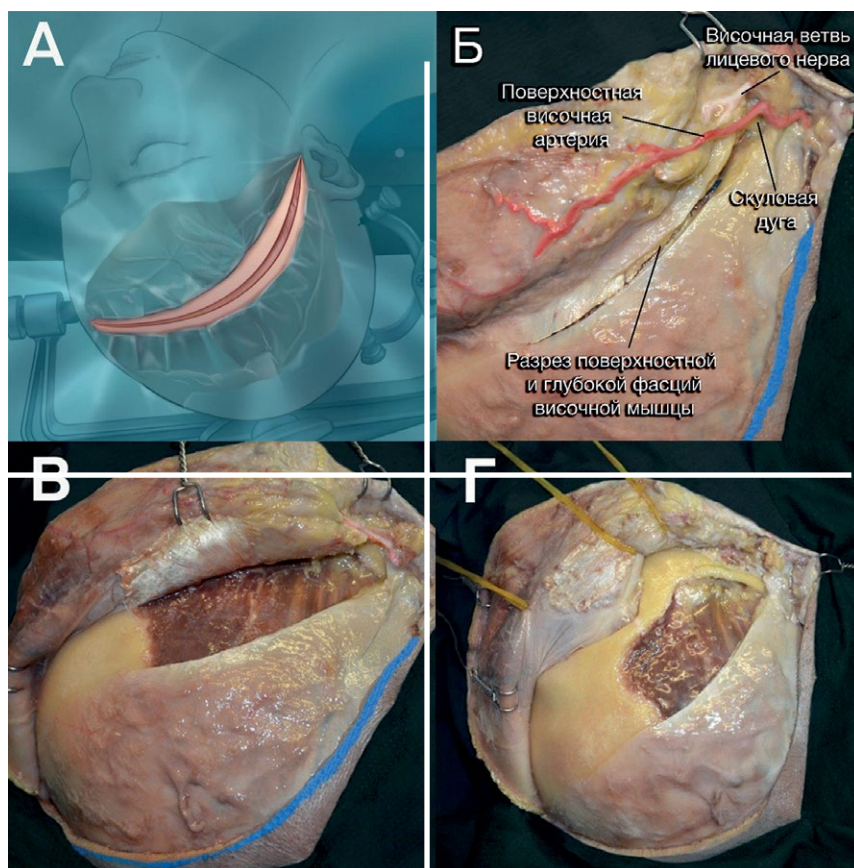 А
Б
Височная ветвь
лицевого нерва
Поверхностная
височная
артерия
Скуловая
дуга
Разрез поверхностной
и глубокой фасций
височной мышцы
В
Г